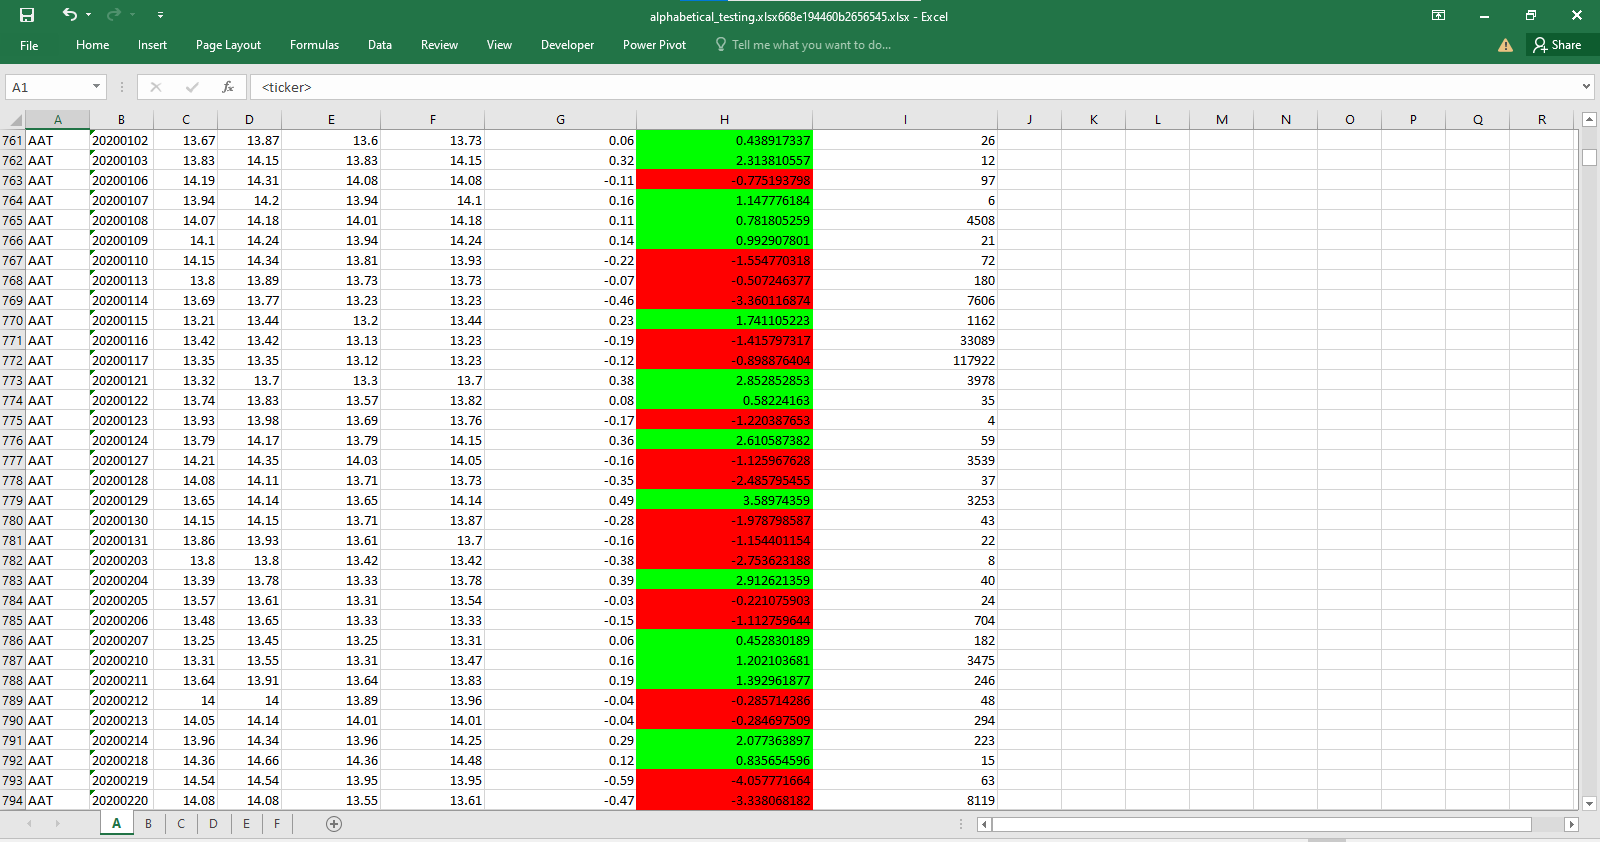 alphabetical_testing.xlsx668e194460b2656545.xlsx - Excel
File Home Insert Page Layout Formulas Data Review View Developer Power Pivot Tell me what you want to do... Share
A1 fx <ticker>
A B C D E F G H I J K L M N O P Q R
761 AAT 20200102 13.67 13.87 13.6 13.73 0.06 0.438917337 26
762 AAT 20200103 13.83 14.15 13.83 14.15 0.32 2.313810557 12
763 AAT 20200106 14.19 14.31 14.08 14.08 -0.11 -0.775193798 97
764 AAT 20200107 13.94 14.2 13.94 14.1 0.16 1.147776184 6
765 AAT 20200108 14.07 14.18 14.01 14.18 0.11 0.781805259 4508
766 AAT 20200109 14.1 14.24 13.94 14.24 0.14 0.992907801 21
767 AAT 20200110 14.15 14.34 13.81 13.93 -0.22 -1.554770318 72
768 AAT 20200113 13.8 13.89 13.73 13.73 -0.07 -0.507246377 180
769 AAT 20200114 13.69 13.77 13.23 13.23 -0.46 -3.360116874 7606
770 AAT 20200115 13.21 13.44 13.2 13.44 0.23 1.741105223 1162
771 AAT 20200116 13.42 13.42 13.13 13.23 -0.19 -1.415797317 33089
772 AAT 20200117 13.35 13.35 13.12 13.23 -0.12 -0.898876404 117922
773 AAT 20200121 13.32 13.7 13.3 13.7 0.38 2.852852853 3978
774 AAT 20200122 13.74 13.83 13.57 13.82 0.08 0.58224163 35
775 AAT 20200123 13.93 13.98 13.69 13.76 -0.17 -1.220387653 4
776 AAT 20200124 13.79 14.17 13.79 14.15 0.36 2.610587382 59
777 AAT 20200127 14.21 14.35 14.03 14.05 -0.16 -1.125967628 3539
778 AAT 20200128 14.08 14.11 13.71 13.73 -0.35 -2.485795455 37
779 AAT 20200129 13.65 14.14 13.65 14.14 0.49 3.58974359 3253
780 AAT 20200130 14.15 14.15 13.71 13.87 -0.28 -1.978798587 43
781 AAT 20200131 13.86 13.93 13.61 13.7 -0.16 -1.154401154 22
782 AAT 20200203 13.8 13.8 13.42 13.42 -0.38 -2.753623188 8
783 AAT 20200204 13.39 13.78 13.33 13.78 0.39 2.912621359 40
784 AAT 20200205 13.57 13.61 13.31 13.54 -0.03 -0.221075903 24
785 AAT 20200206 13.48 13.65 13.33 13.33 -0.15 -1.112759644 704
786 AAT 20200207 13.25 13.45 13.25 13.31 0.06 0.452830189 182
787 AAT 20200210 13.31 13.55 13.31 13.47 0.16 1.202103681 3475
788 AAT 20200211 13.64 13.91 13.64 13.83 0.19 1.392961877 246
789 AAT 20200212 14 14 13.89 13.96 -0.04 -0.285714286 48
790 AAT 20200213 14.05 14.14 14.01 14.01 -0.04 -0.284697509 294
791 AAT 20200214 13.96 14.34 13.96 14.25 0.29 2.077363897 223
792 AAT 20200218 14.36 14.66 14.36 14.48 0.12 0.835654596 15
793 AAT 20200219 14.54 14.54 13.95 13.95 -0.59 -4.057771664 63
794 AAT 20200220 14.08 14.08 13.55 13.61 -0.47 -3.338068182 8119
A B C D E F